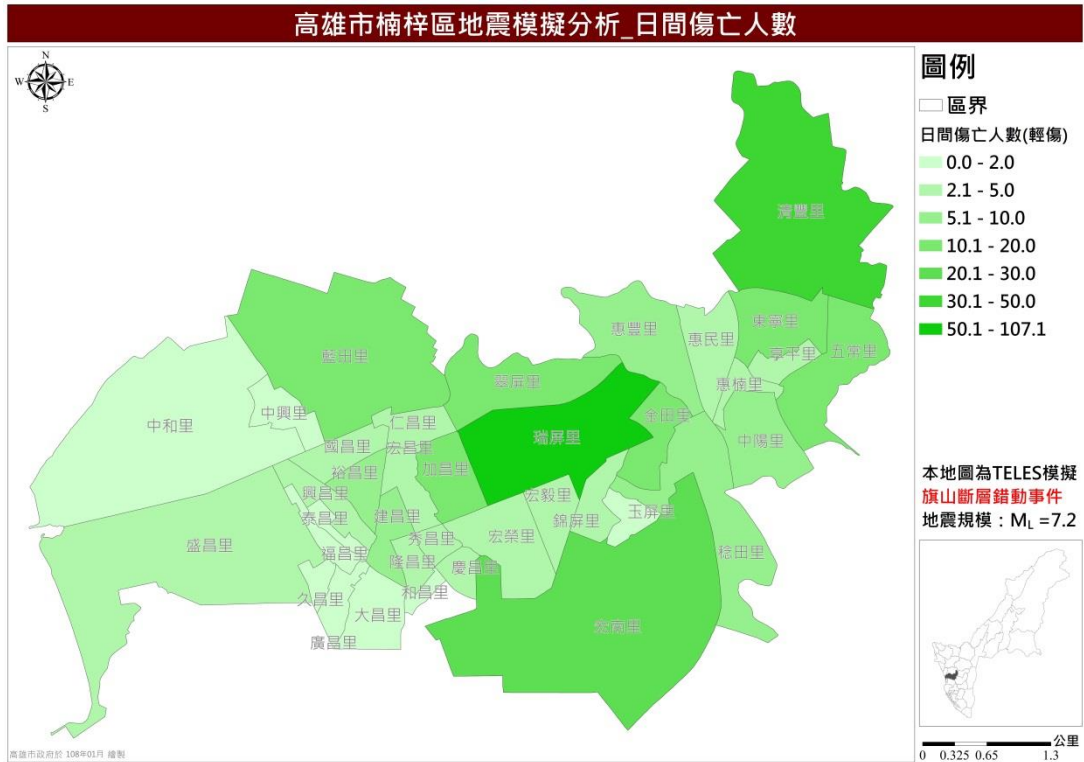 高雄市楠梓區地震模擬分析_日間傷亡人數
N
W
E
S
圖例
區界
日間傷亡人數(輕傷)
0.0 - 2.0
2.1 - 5.0
5.1 - 10.0
10.1 - 20.0
20.1 - 30.0
30.1 - 50.0
50.1 - 107.1
清豐里
惠豐里
惠民里
東寧里
享平里
五常里
藍田里
翠屏里
惠楠里
中和里
中興里
仁昌里
國昌里
宏昌里
瑞屏里
金田里
中陽里
裕昌里
加昌里
興昌里
宏毅里
泰昌里
建昌里
錦屏里
玉屏里
盛昌里
秀昌里
宏榮里
福昌里
隆昌里
慶昌里
稔田里
久昌里
和昌里
大昌里
宏南里
廣昌里
本地圖為TELES模擬
旗山斷層錯動事件
地震規模：ML =7.2
公里
0 0.325 0.65 1.3
高雄市政府於 108年01月 繪製